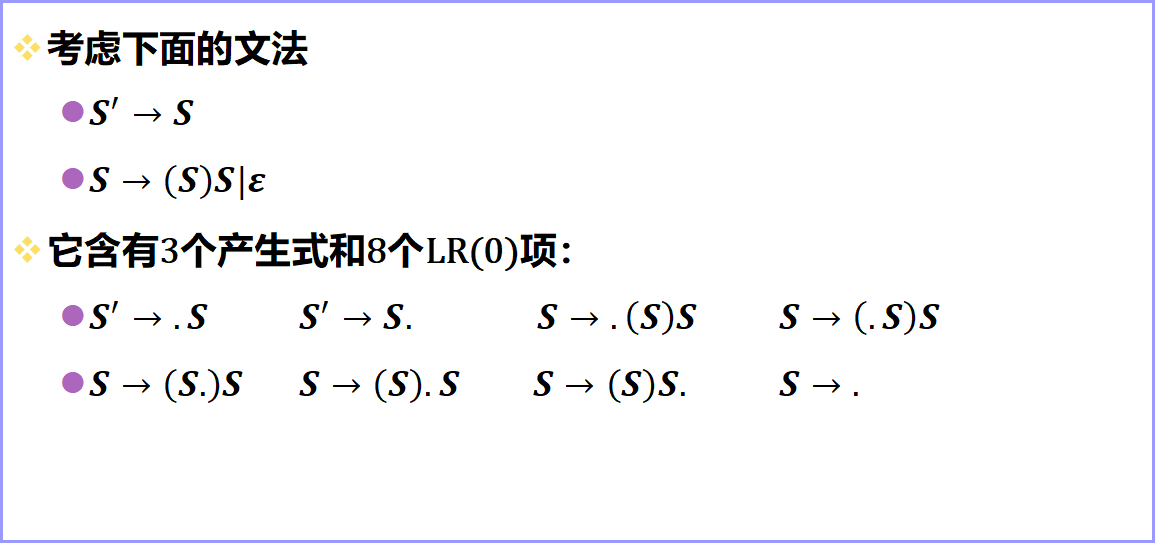 考虑下面的文法
S′ → S
S → (S)S|ε
它含有3个产生式和8个LR(0)项：
S′ → .S S′ → S. S → .(S)S S → (.S)S
S → (S.)S S → (S).S S → (S)S. S → .